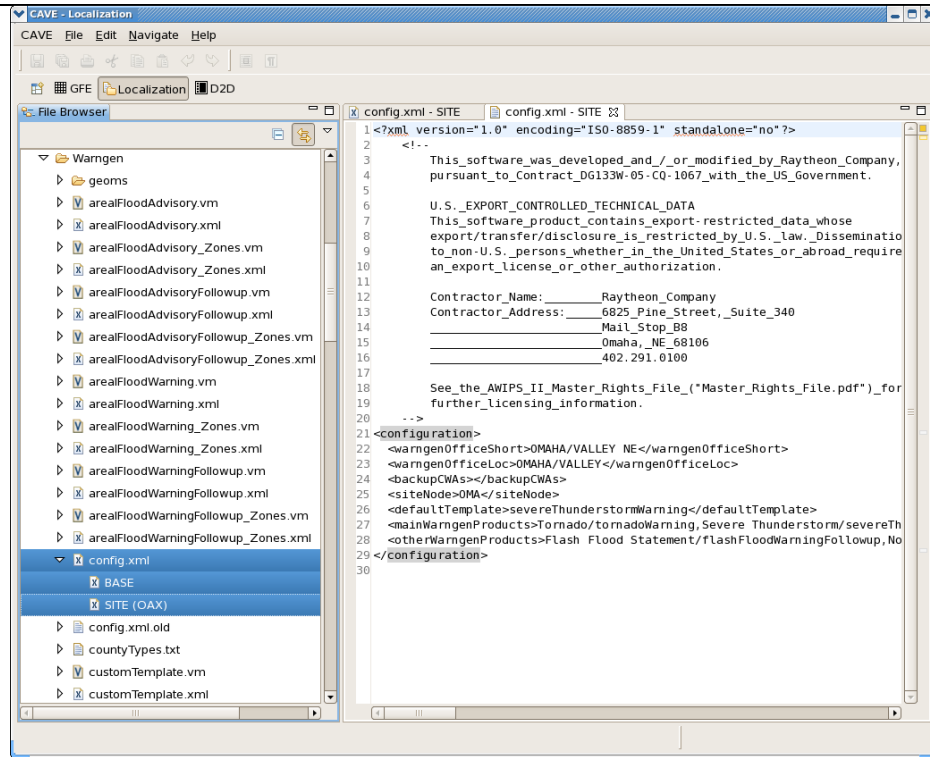 CAVE - Localization
CAVE File Edit Navigate Help
GFE Localization D2D
File Browser
Warngen
geoms
arealFloodAdvisory.vm
arealFloodAdvisory.xml
arealFloodAdvisory_Zones.vm
arealFloodAdvisory_Zones.xml
arealFloodAdvisoryFollowup.vm
arealFloodAdvisoryFollowup.xml
arealFloodAdvisoryFollowup_Zones.vm
arealFloodAdvisoryFollowup_Zones.xml
arealFloodWarning.vm
arealFloodWarning.xml
arealFloodWarning_Zones.vm
arealFloodWarning_Zones.xml
arealFloodWarningFollowup.vm
arealFloodWarningFollowup.xml
arealFloodWarningFollowup_Zones.vm
arealFloodWarningFollowup_Zones.xml
config.xml
BASE
SITE (OAX)
config.xml.old
countyTypes.txt
customTemplate.vm
customTemplate.xml
config.xml - SITE config.xml - SITE
1 <?xml version="1.0" encoding="ISO-8859-1" standalone="no"?>
2 <!--
3 This_software_was_developed_and_/_or_modified_by_Raytheon_Company,
4 pursuant_to_Contract_DG133W-05-CQ-1067_with_the_US_Government.
5
6 U.S._EXPORT_CONTROLLED_TECHNICAL_DATA
7 This_software_product_contains_export-restricted_data_whose
8 export/transfer/disclosure_is_restricted_by_U.S._law._Disseminatio
9 to_non-U.S._persons_whether_in_the_United_States_or_abroad_require
10 an_export_license_or_other_authorization.
11
12 Contractor_Name:________Raytheon_Company
13 Contractor_Address:_____6825_Pine_Street,_Suite_340
14 ________________________Mail_Stop_B8
15 ________________________Omaha,_NE_68106
16 ________________________402.291.0100
17
18 See_the_AWIPS_II_Master_Rights_File_("Master_Rights_File.pdf")_for
19 further_licensing_information.
20 -->
21 <configuration>
22 <warngenOfficeShort>OMAHA/VALLEY NE</warngenOfficeShort>
23 <warngenOfficeLoc>OMAHA/VALLEY</warngenOfficeLoc>
24 <backupCWAs></backupCWAs>
25 <siteNode>OMA</siteNode>
26 <defaultTemplate>severeThunderstormWarning</defaultTemplate>
27 <mainWarngenProducts>Tornado/tornadoWarning,Severe Thunderstorm/severeTh
28 <otherWarngenProducts>Flash Flood Statement/flashFloodWarningFollowup,No
29 </configuration>
30